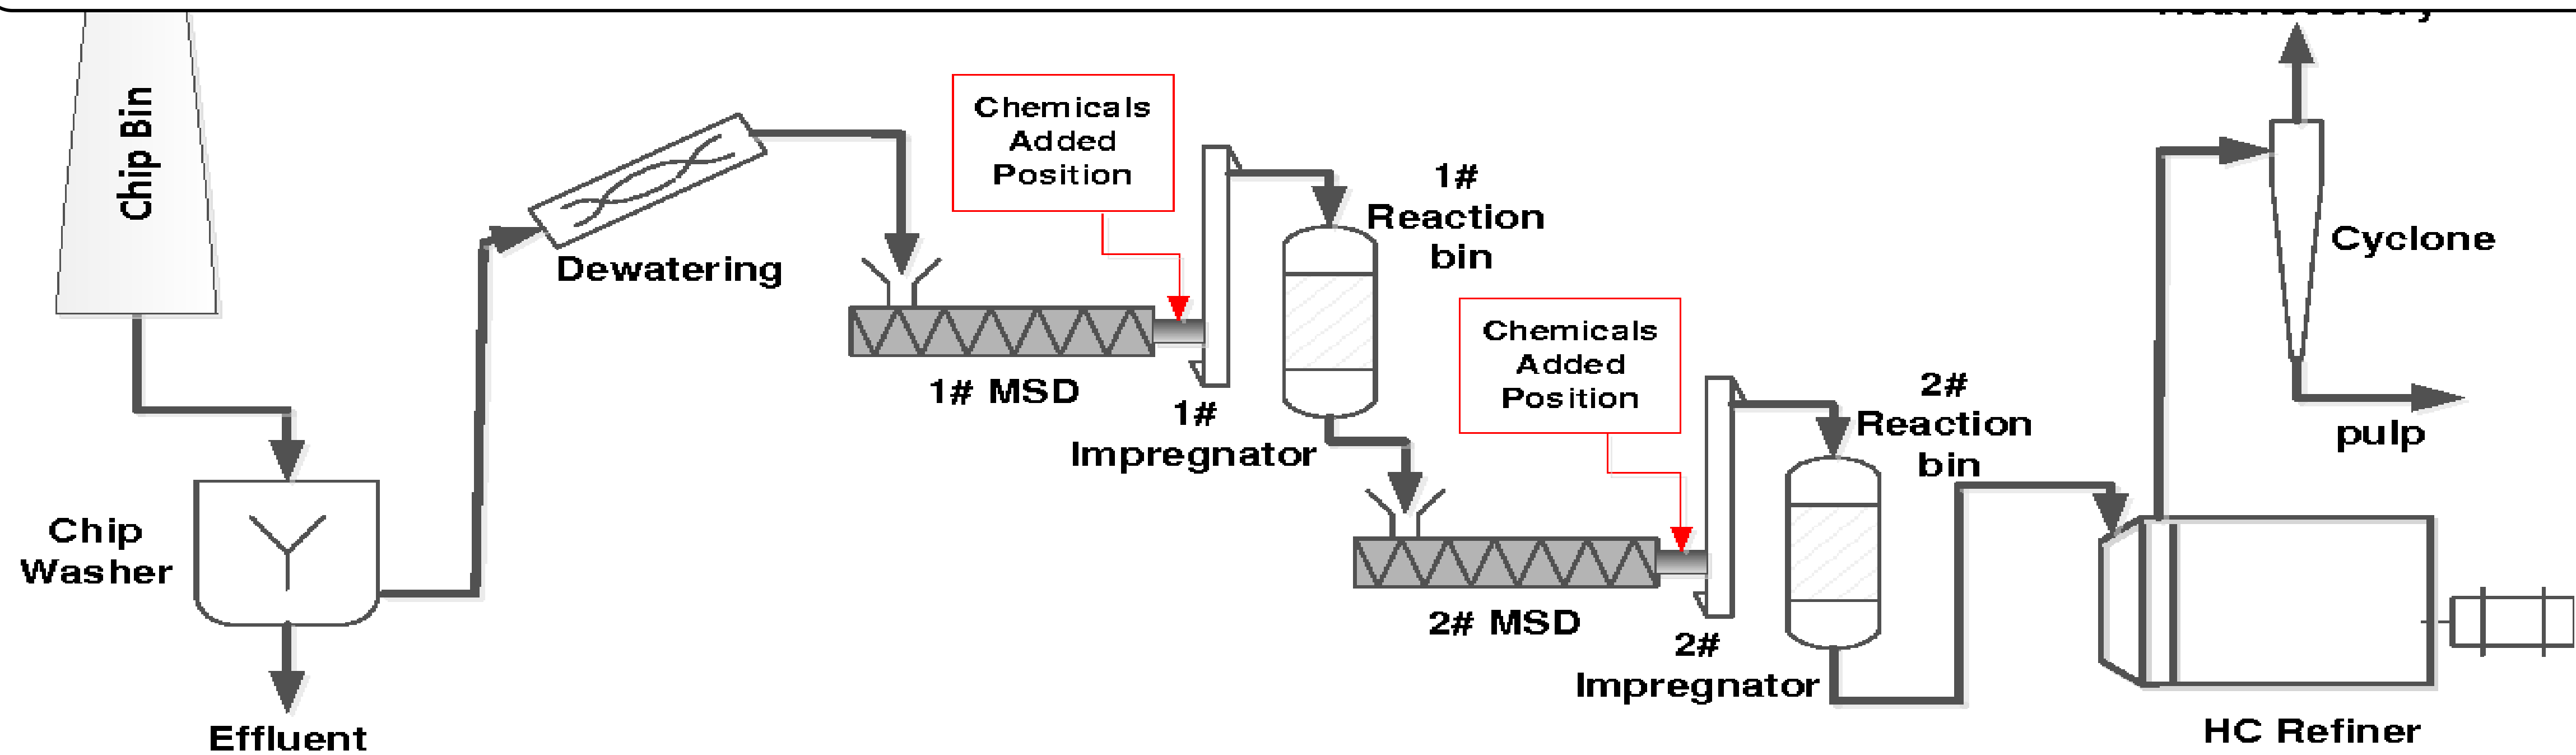 Chip Bin
Chemicals
Added
Position
1#
Reaction
bin
Cyclone
Dewatering
Chemicals
Added
Position
1# MSD
1#
Impregnator
2#
Reaction
bin
pulp
Chip
Washer
2# MSD
2#
Impregnator
HC Refiner
Effluent